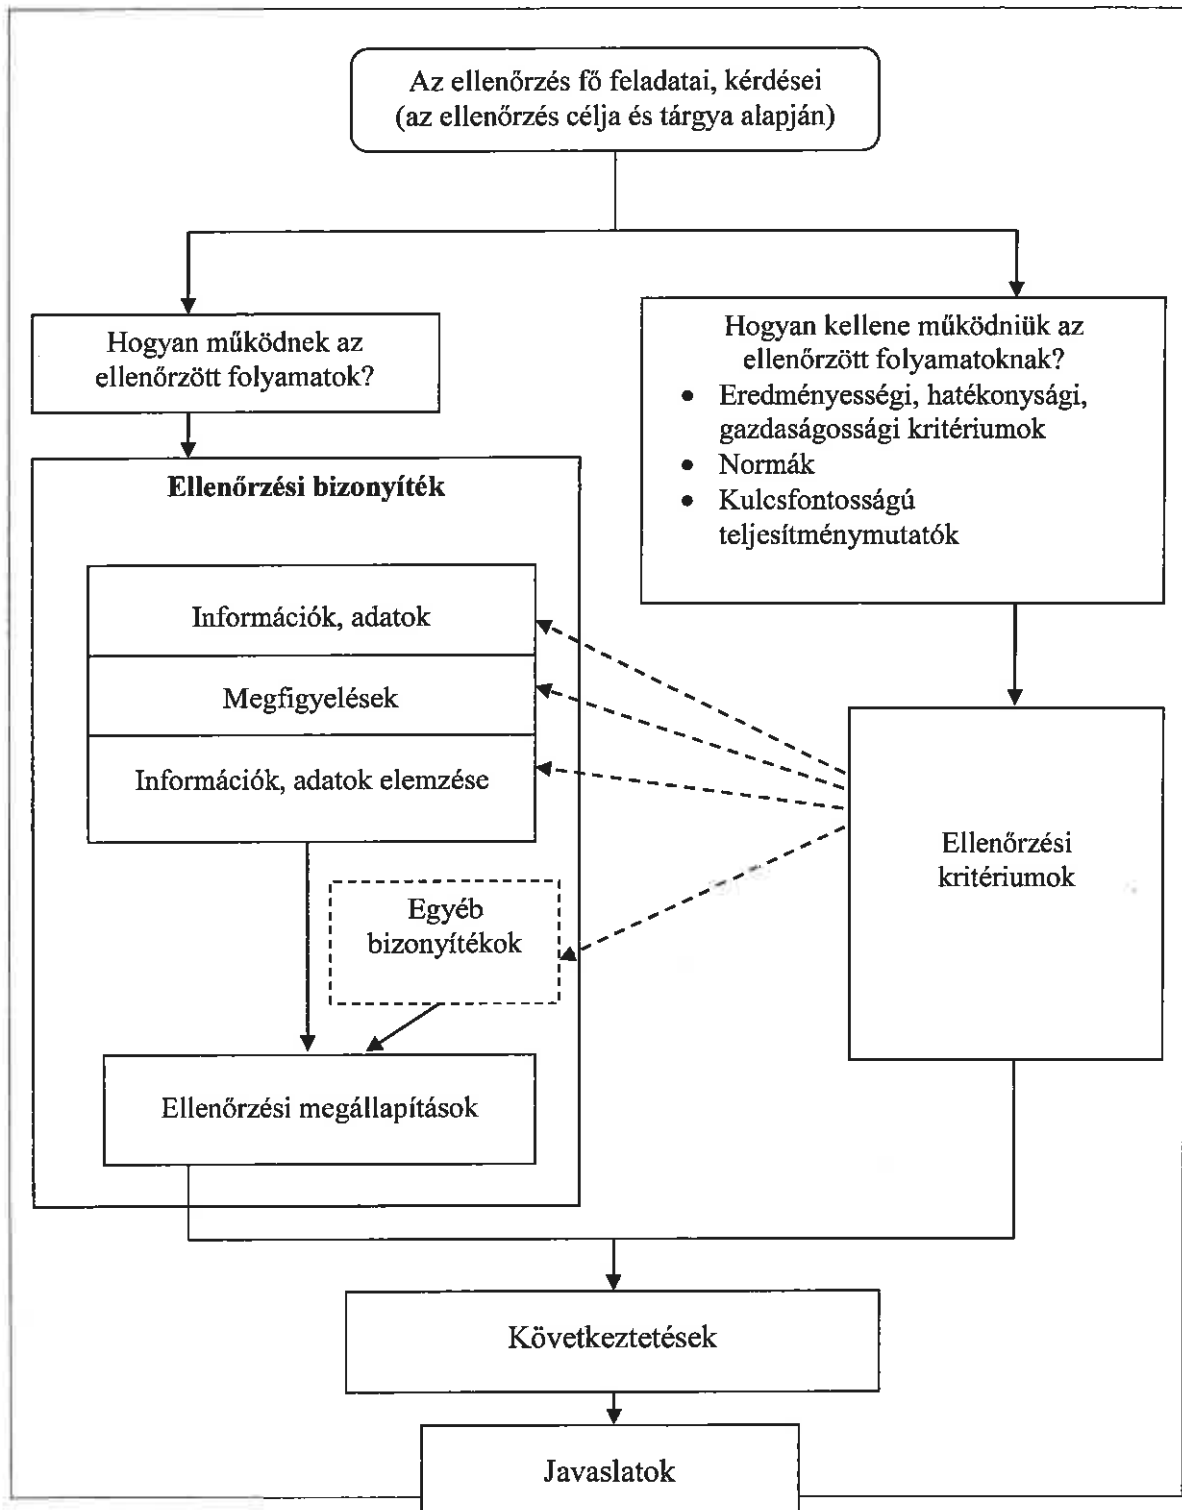 Az ellenőrzés fő feladatai, kérdései
(az ellenőrzés célja és tárgya alapján)
Hogyan működnek az
ellenőrzött folyamatok?
Hogyan kellene működniük az
ellenőrzött folyamatoknak?
• Eredményességi, hatékonysági,
gazdaságossági kritériumok
• Normák
• Kulcsfontosságú
teljesítménymutatók
Ellenőrzési bizonyíték
Információk, adatok
Megfigyelések
Információk, adatok elemzése
Egyéb
bizonyítékok
Ellenőrzési megállapítások
Ellenőrzési
kritériumok
Következtetések
Javaslatok